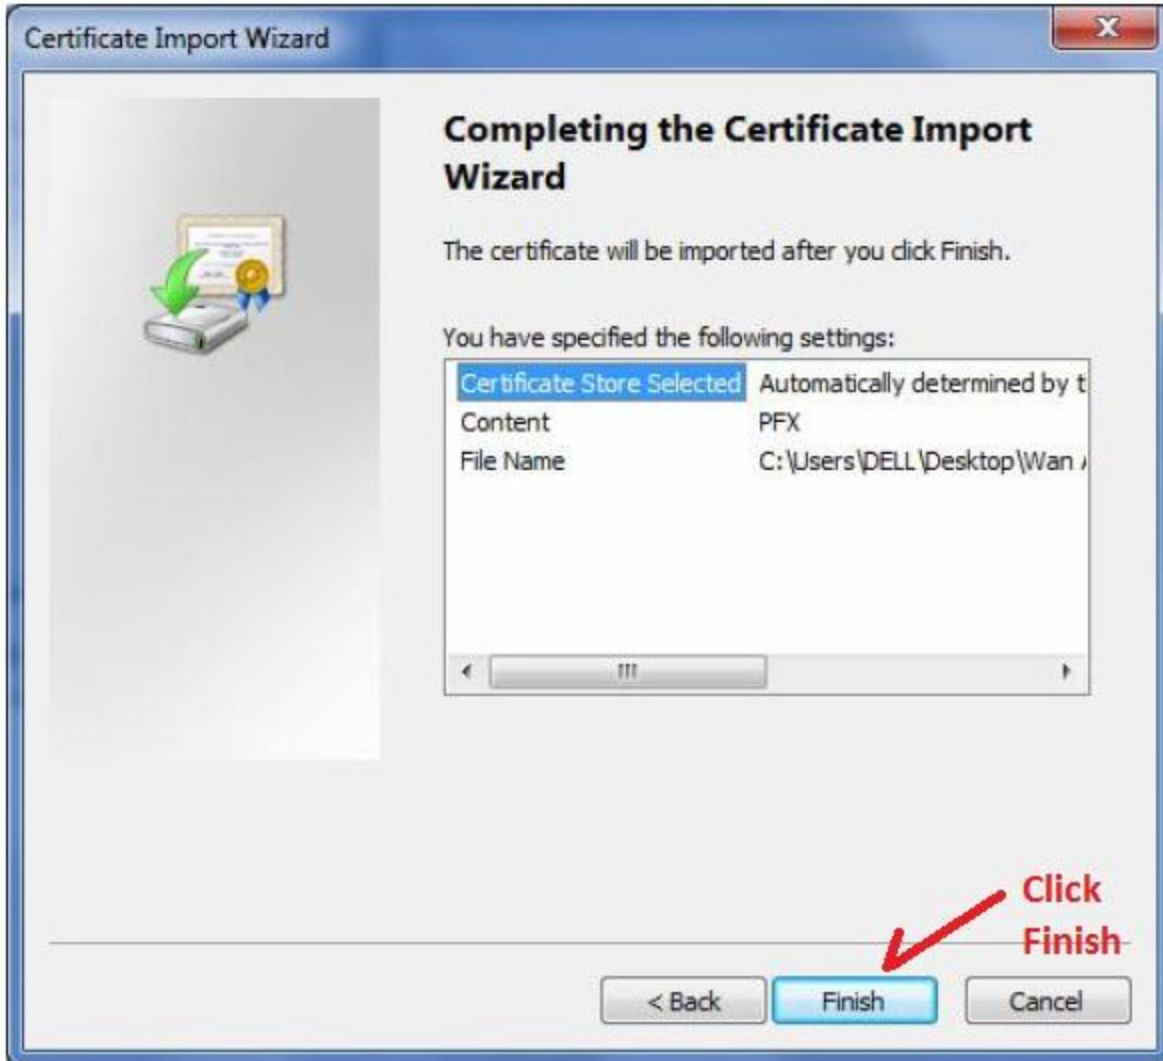 Certificate Import Wizard
Completing the Certificate Import
Wizard
The certificate will be imported after you click Finish.
You have specified the following settings:
Certificate Store Selected Automatically determined by t
Content PFX
File Name C:\Users\DELL\Desktop\Wan
Click
Finish
< Back Finish Cancel